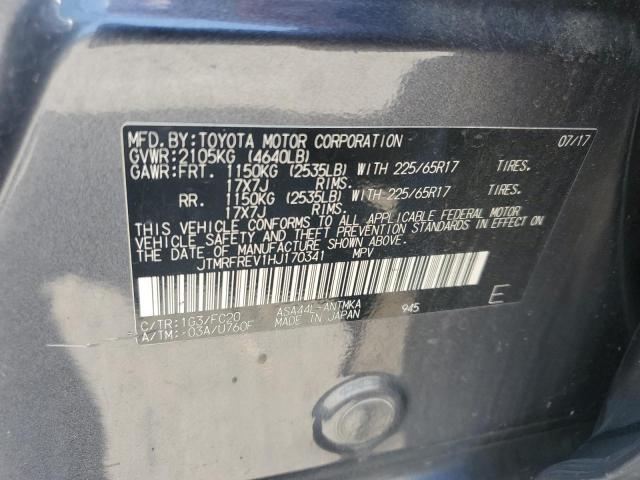 MFD. BY: TOYOTA MOTOR CORPORATION 07/17
GVWR: 2105KG (4640LB)
GAWR: FRT. 1150KG (2535LB) WITH 225/65R17 TIRES.
17X7J RIMS.
RR. 1150KG (2535LB) WITH 225/65R17 TIRES.
17X7J RIMS.
THIS VEHICLE CONFORMS TO ALL APPLICABLE FEDERAL MOTOR
VEHICLE SAFETY AND THEFT PREVENTION STANDARDS IN EFFECT ON
THE DATE OF MANUFACTURE SHOWN ABOVE.
JTMRFREV1HJ170341 MPV
C/TR: 1G3/FC20 ASA44L-ANTMKA 945 E
A/TM: -03A/U760F MADE IN JAPAN